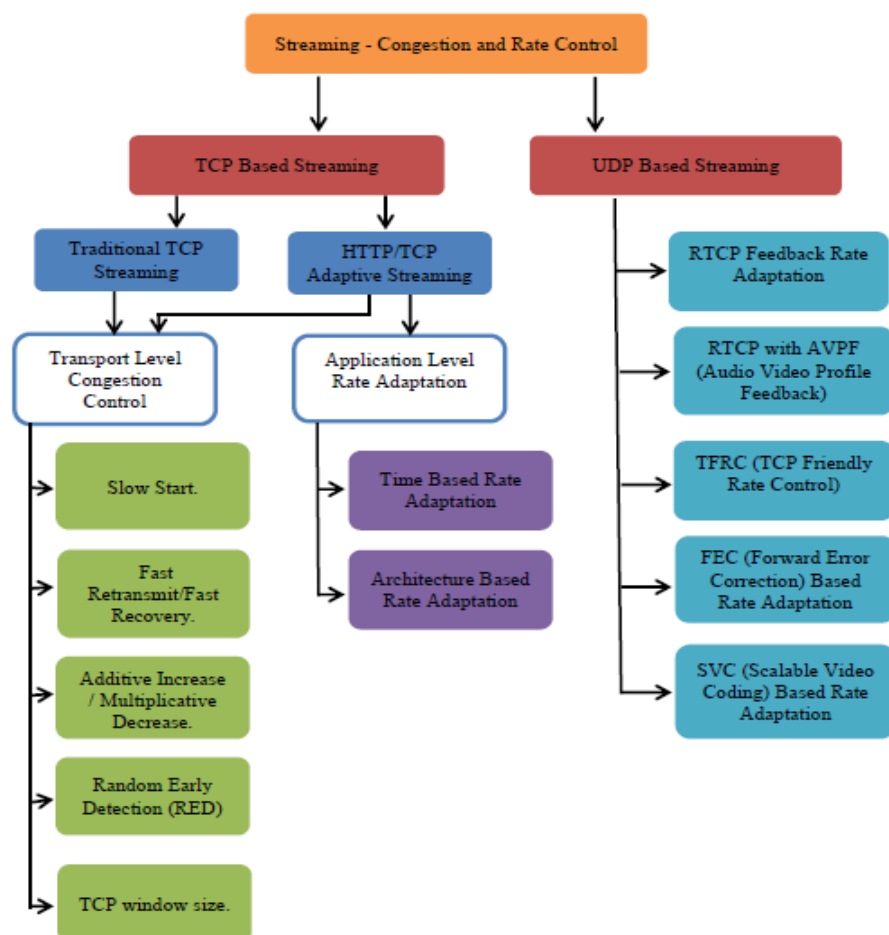 Streaming - Congestion and Rate Control
TCP Based Streaming
UDP Based Streaming
Traditional TCP
Streaming
HTTP/TCP
Adaptive Streaming
Transport Level
Congestion
Control
Application Level
Rate Adaptation
Slow Start.
Fast
Retransmit/Fast
Recovery.
Additive Increase
/ Multiplicative
Decrease.
Random Early
Detection (RED)
TCP window size.
Time Based Rate
Adaptation
Architecture Based
Rate Adaptation
RTCP Feedback Rate
Adaptation
RTCP with AVPF
(Audio Video Profile
Feedback)
TFRC (TCP Friendly
Rate Control)
FEC (Forward Error
Correction) Based
Rate Adaptation
SVC (Scalable Video
Coding) Based Rate
Adaptation